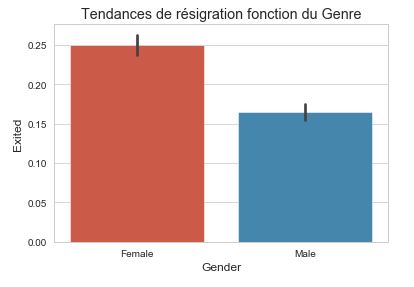 Tendances de résigration fonction du Genre
0.25
0.20
0.15
0.10
0.05
0.00
Exited
Female Male
Gender